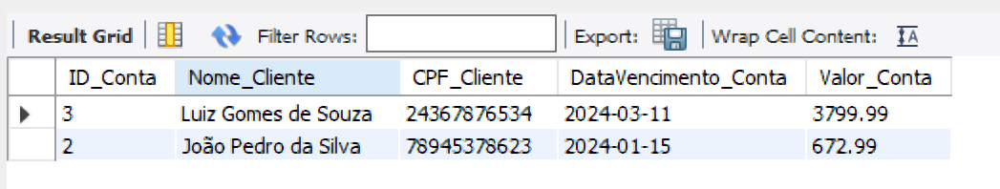 Result Grid Filter Rows: Export: Wrap Cell Content: IA
ID_Conta Nome_Cliente CPF_Cliente DataVencimento_Conta Valor_Conta
3 Luiz Gomes de Souza 24367876534 2024-03-11 3799.99
2 João Pedro da Silva 78945378623 2024-01-15 672.99